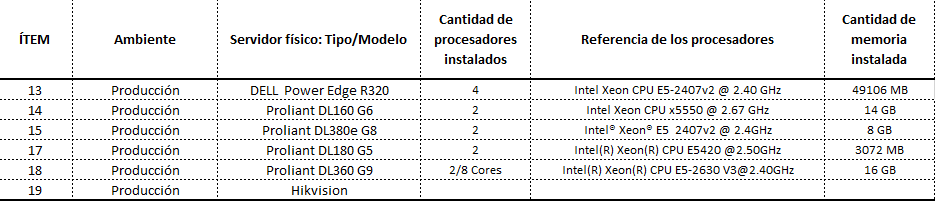 ÍTEM Ambiente Servidor físico: Tipo/Modelo Cantidad de procesadores instalados Referencia de los procesadores Cantidad de memoria instalada
13 Producción DELL Power Edge R320 4 Intel Xeon CPU E5-2407v2 @ 2.40 GHz 49106 MB
14 Producción Proliant DL160 G6 2 Intel Xeon CPU x5550 @ 2.67 GHz 14 GB
15 Producción Proliant DL380e G8 2 Intel® Xeon® E5 2407v2 @ 2.4GHz 8 GB
17 Producción Proliant DL180 G5 2 Intel(R) Xeon(R) CPU E5420 @2.50GHz 3072 MB
18 Producción Proliant DL360 G9 2/8 Cores Intel(R) Xeon(R) CPU E5-2630 V3@2.40GHz 16 GB
19 Producción Hikvision